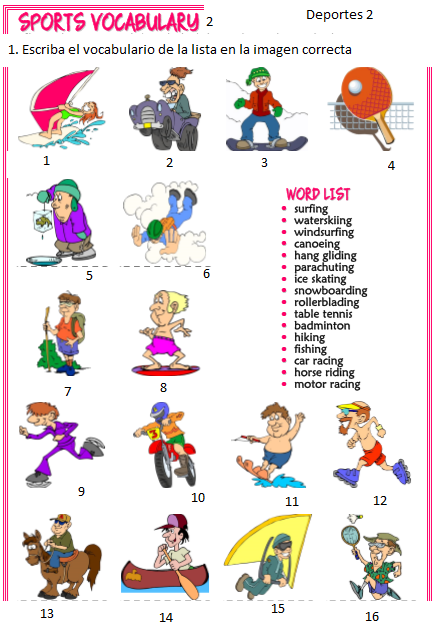 SPORTS VOCABULARY 2
Deportes 2
1. Escriba el vocabulario de la lista en la imagen correcta
1 2 3 4
5 6
WORD LIST
surfing
waterskiing
windsurfing
canoeing
hang gliding
parachuting
ice skating
snowboarding
rollerblading
table tennis
badminton
hiking
fishing
car racing
horse riding
motor racing
7 8
9 10 11 12
13 14 15 16